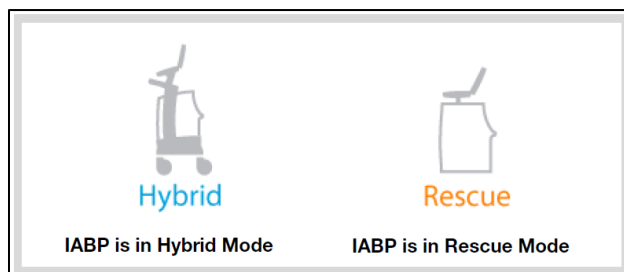 Hybrid
Rescue
IABP is in Hybrid Mode
IABP is in Rescue Mode